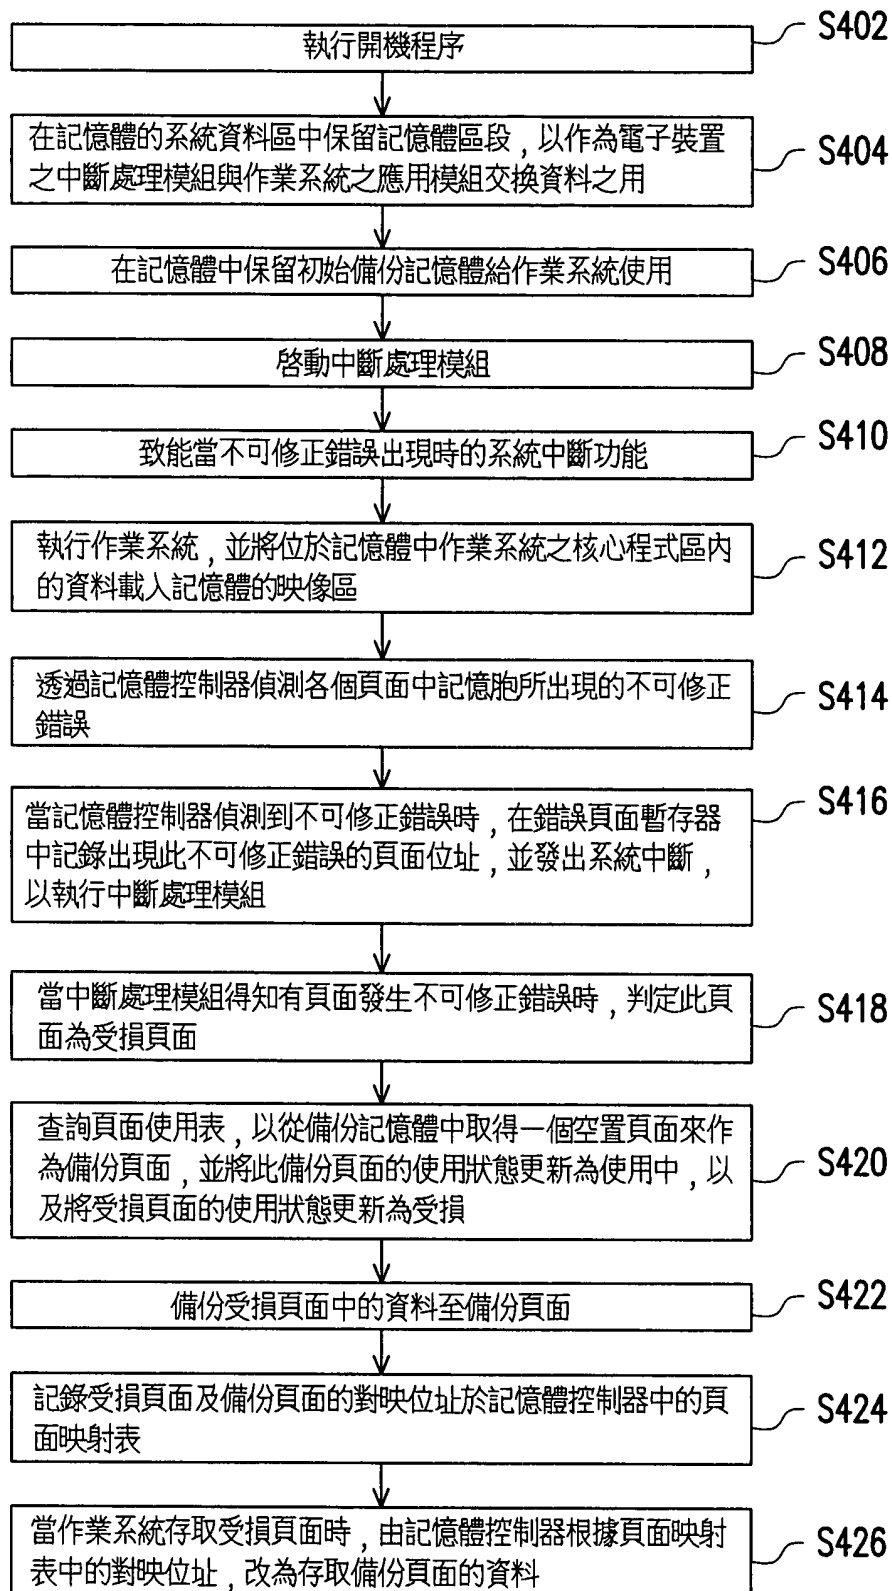 執行開機程序
S402
在記憶體的系統資料區中保留記憶體區段，以作為電子裝置
之中斷處理模組與作業系統之應用模組交換資料之用
S404
在記憶體中保留初始備份記憶體給作業系統使用
S406
啓動中斷處理模組
S408
致能當不可修正錯誤出現時的系統中斷功能
S410
執行作業系統，並將位於記憶體中作業系統之核心程式區內
的資料載入記憶體的映像區
S412
透過記憶體控制器偵測各個頁面中記憶胞所出現的不可修正
錯誤
S414
當記憶體控制器偵測到不可修正錯誤時，在錯誤頁面暫存器
中記錄出現此不可修正錯誤的頁面位址，並發出系統中斷，
以執行中斷處理模組
S416
當中斷處理模組得知有頁面發生不可修正錯誤時，判定此頁
面為受損頁面
S418
查詢頁面使用表，以從備份記憶體中取得一個空置頁面來作
為備份頁面，並將此備份頁面的使用狀態更新為使用中，以
及將受損頁面的使用狀態更新為受損
S420
備份受損頁面中的資料至備份頁面
S422
記錄受損頁面及備份頁面的對映位址於記憶體控制器中的頁
面映射表
S424
當作業系統存取受損頁面時，由記憶體控制器根據頁面映射
表中的對映位址，改為存取備份頁面的資料
S426